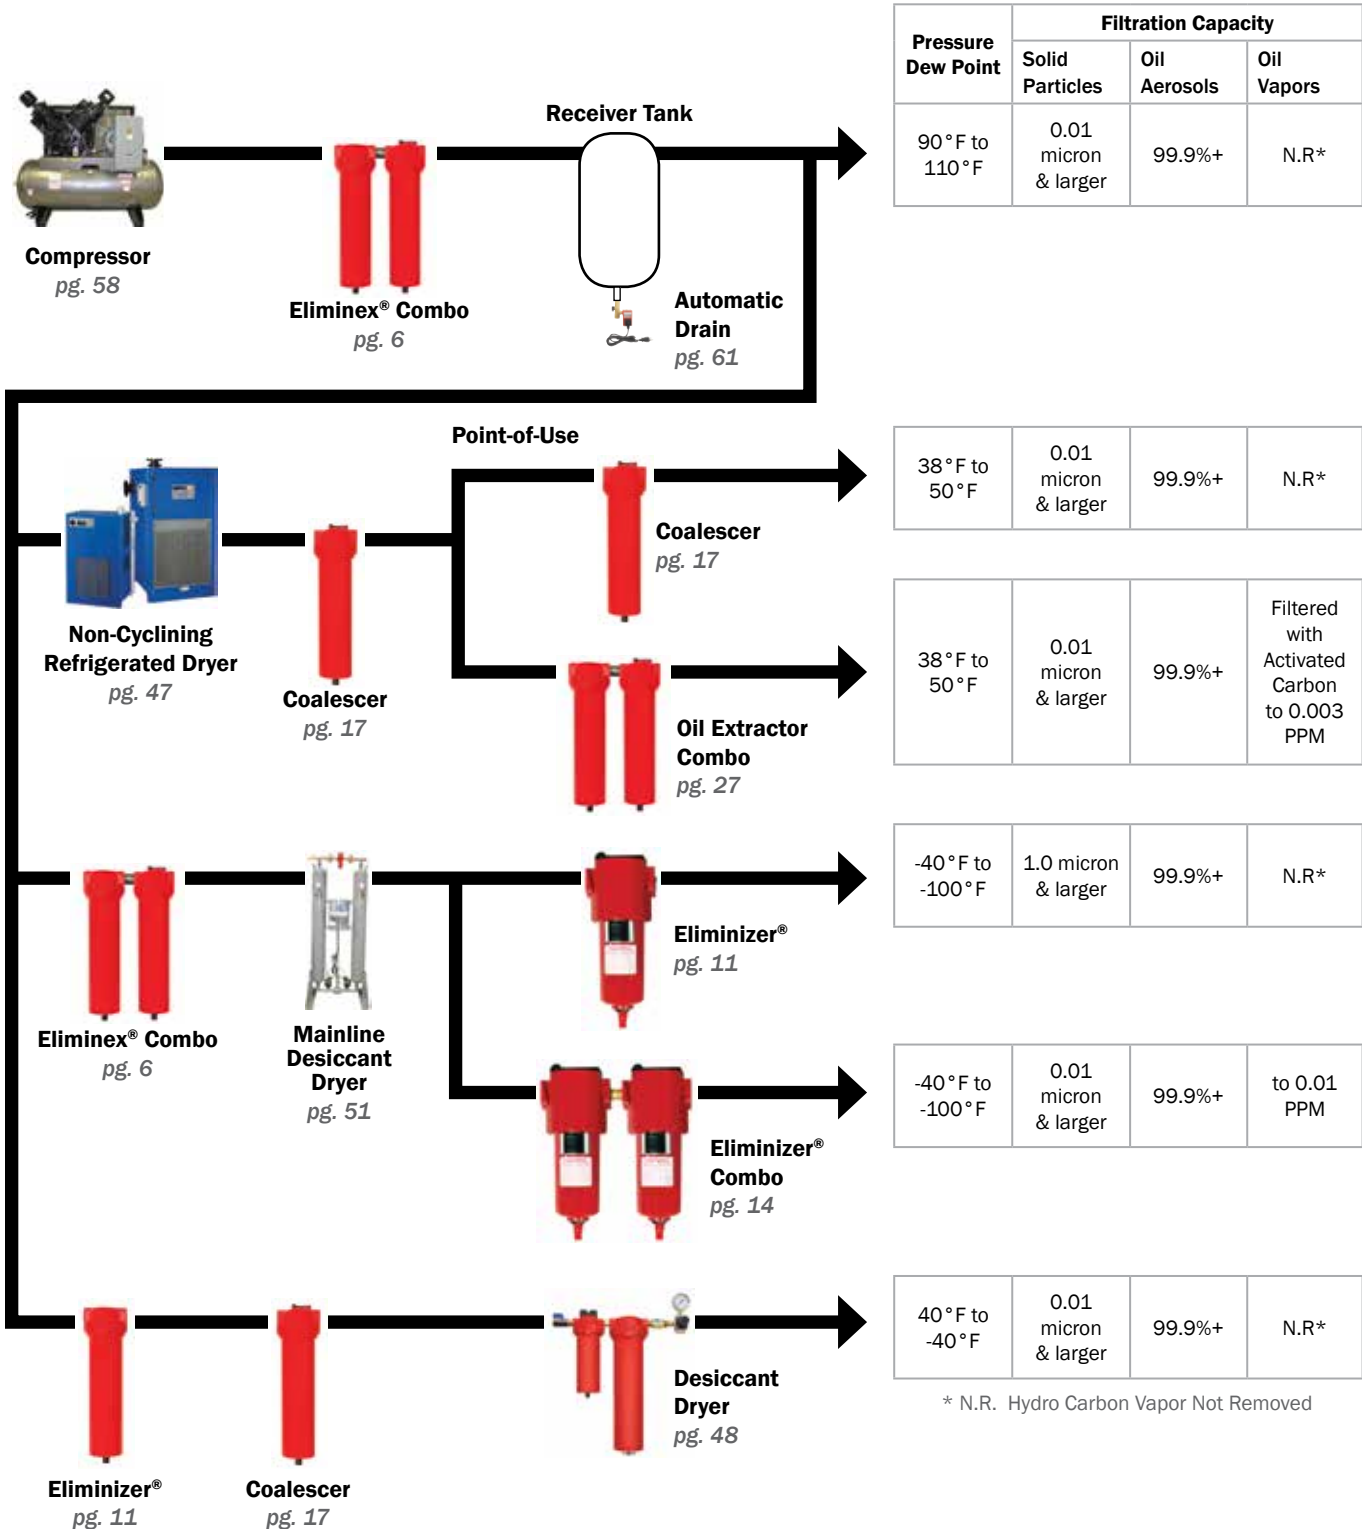 Pressure
Dew Point
Filtration Capacity
Solid
Particles
Oil
Aerosols
Oil
Vapors
Receiver Tank
90°F to
110°F
0.01
micron
& larger
99.9%+
N.R*
Compressor
pg. 58
Eliminex® Combo
pg. 6
Automatic
Drain
pg. 61
Point-of-Use
38°F to
50°F
0.01
micron
& larger
99.9%+
N.R*
Coalescer
pg. 17
Non-Cyclining
Refrigerated Dryer
pg. 47
Coalescer
pg. 17
Oil Extractor
Combo
pg. 27
38°F to
50°F
0.01
micron
& larger
99.9%+
Filtered
with
Activated
Carbon
to 0.003
PPM
-40°F to
-100°F
1.0 micron
& larger
99.9%+
N.R*
Eliminizer®
pg. 11
Eliminex® Combo
pg. 6
Mainline
Desiccant
Dryer
pg. 51
-40°F to
-100°F
0.01
micron
& larger
99.9%+
to 0.01
PPM
Eliminizer®
Combo
pg. 14
40°F to
-40°F
0.01
micron
& larger
99.9%+
N.R*
Desiccant
Dryer
pg. 48
* N.R. Hydro Carbon Vapor Not Removed
Eliminizer®
pg. 11
Coalescer
pg. 17